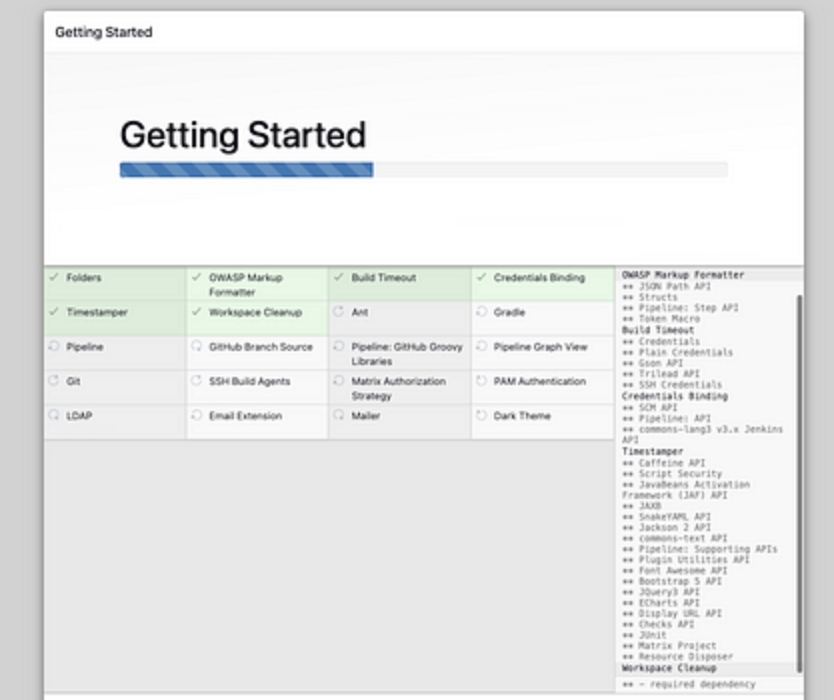 Getting Started
Getting Started
Folders
OWASP Markup
Formatter
Build Timeout
Credentials Binding
Timestamper
Workspace Cleanup
Ant
Gradle
Pipeline
GitHub Branch Source
Pipeline: GitHub Groovy
Libraries
Pipeline Graph View
Git
SSH Build Agents
Matrix Authorization
Strategy
PAM Authentication
LDAP
Email Extension
Mailer
Dark Theme
OWASP Markup Formatter
** JSON Path API
** Structs
** Pipeline: Step API
** Token Macro
Build Timeout
** Credentials
** Plain Credentials
** Gson API
** Trilead API
** SSH Credentials
Credentials Binding
** SCM API
** Pipeline: API
** commons-lang3 v3.x Jenkins
API
Timestamper
** Caffeine API
** Script Security
** JavaBeans Activation
Framework (JAF) API
** JAXB
** SnakeYAML API
** Jackson 2 API
** commons-text API
** Pipeline: Supporting APIs
** Plugin Utilities API
** Font Awesome API
** Bootstrap 5 API
** JQuery3 API
** ECharts API
** Display URL API
** Checks API
** JUnit
** Matrix Project
** Resource Disposer
Workspace Cleanup
** - required dependency